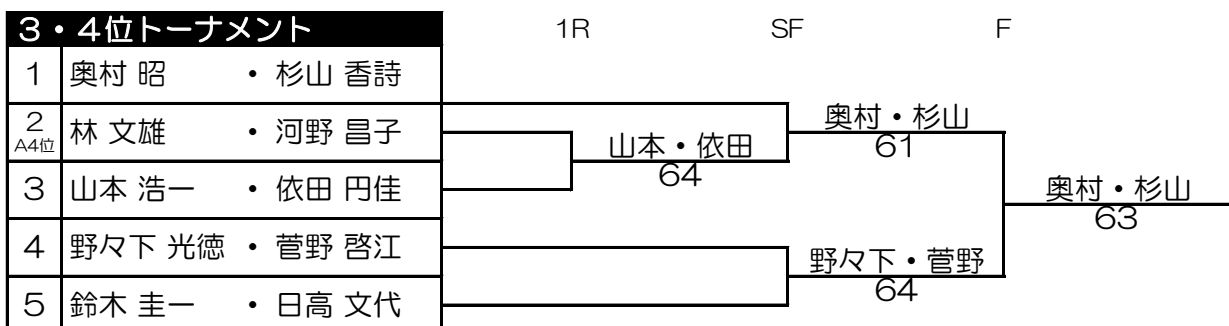 ３・４位トーナメント 1R SF F
1 奥村 昭 ・ 杉山 香詩
2 A4位 林 文雄 ・ 河野 昌子
3 山本 浩一 ・ 依田 円佳
4 野々下 光徳 ・ 菅野 啓江
5 鈴木 圭一 ・ 日高 文代
山本・依田
64
奥村・杉山
61
野々下・菅野
64
奥村・杉山
63